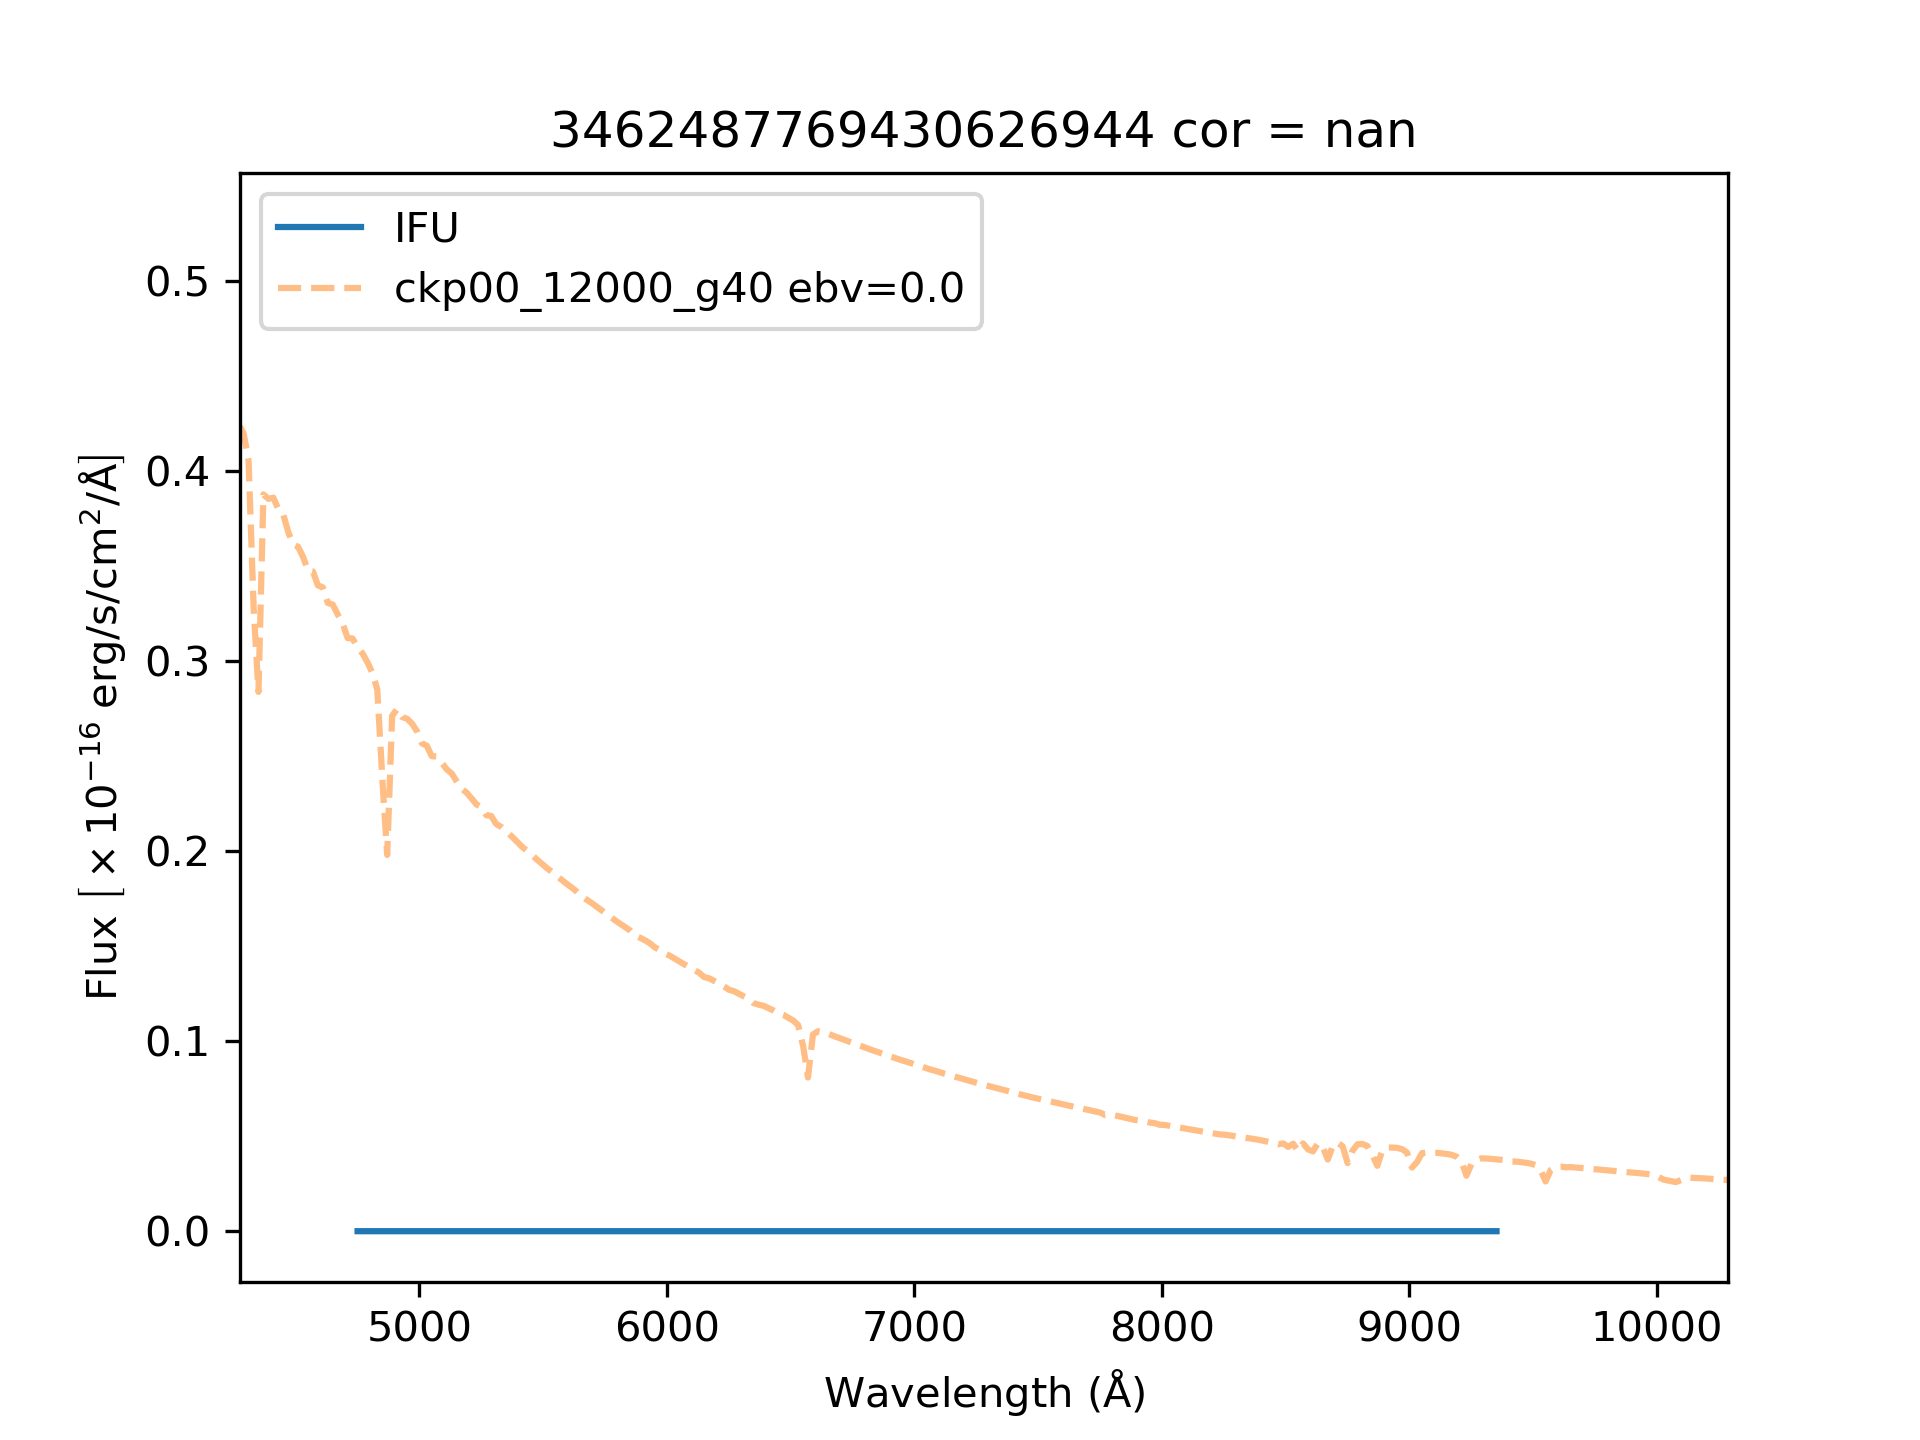 3462487769430626944 cor = nan
IFU
ckp00_12000_g40 ebv=0.0
0.5
0.4
0.3
0.2
0.1
0.0
Flux [×10⁻¹⁶ erg/s/cm²/Å]
5000 6000 7000 8000 9000 10000
Wavelength (Å)